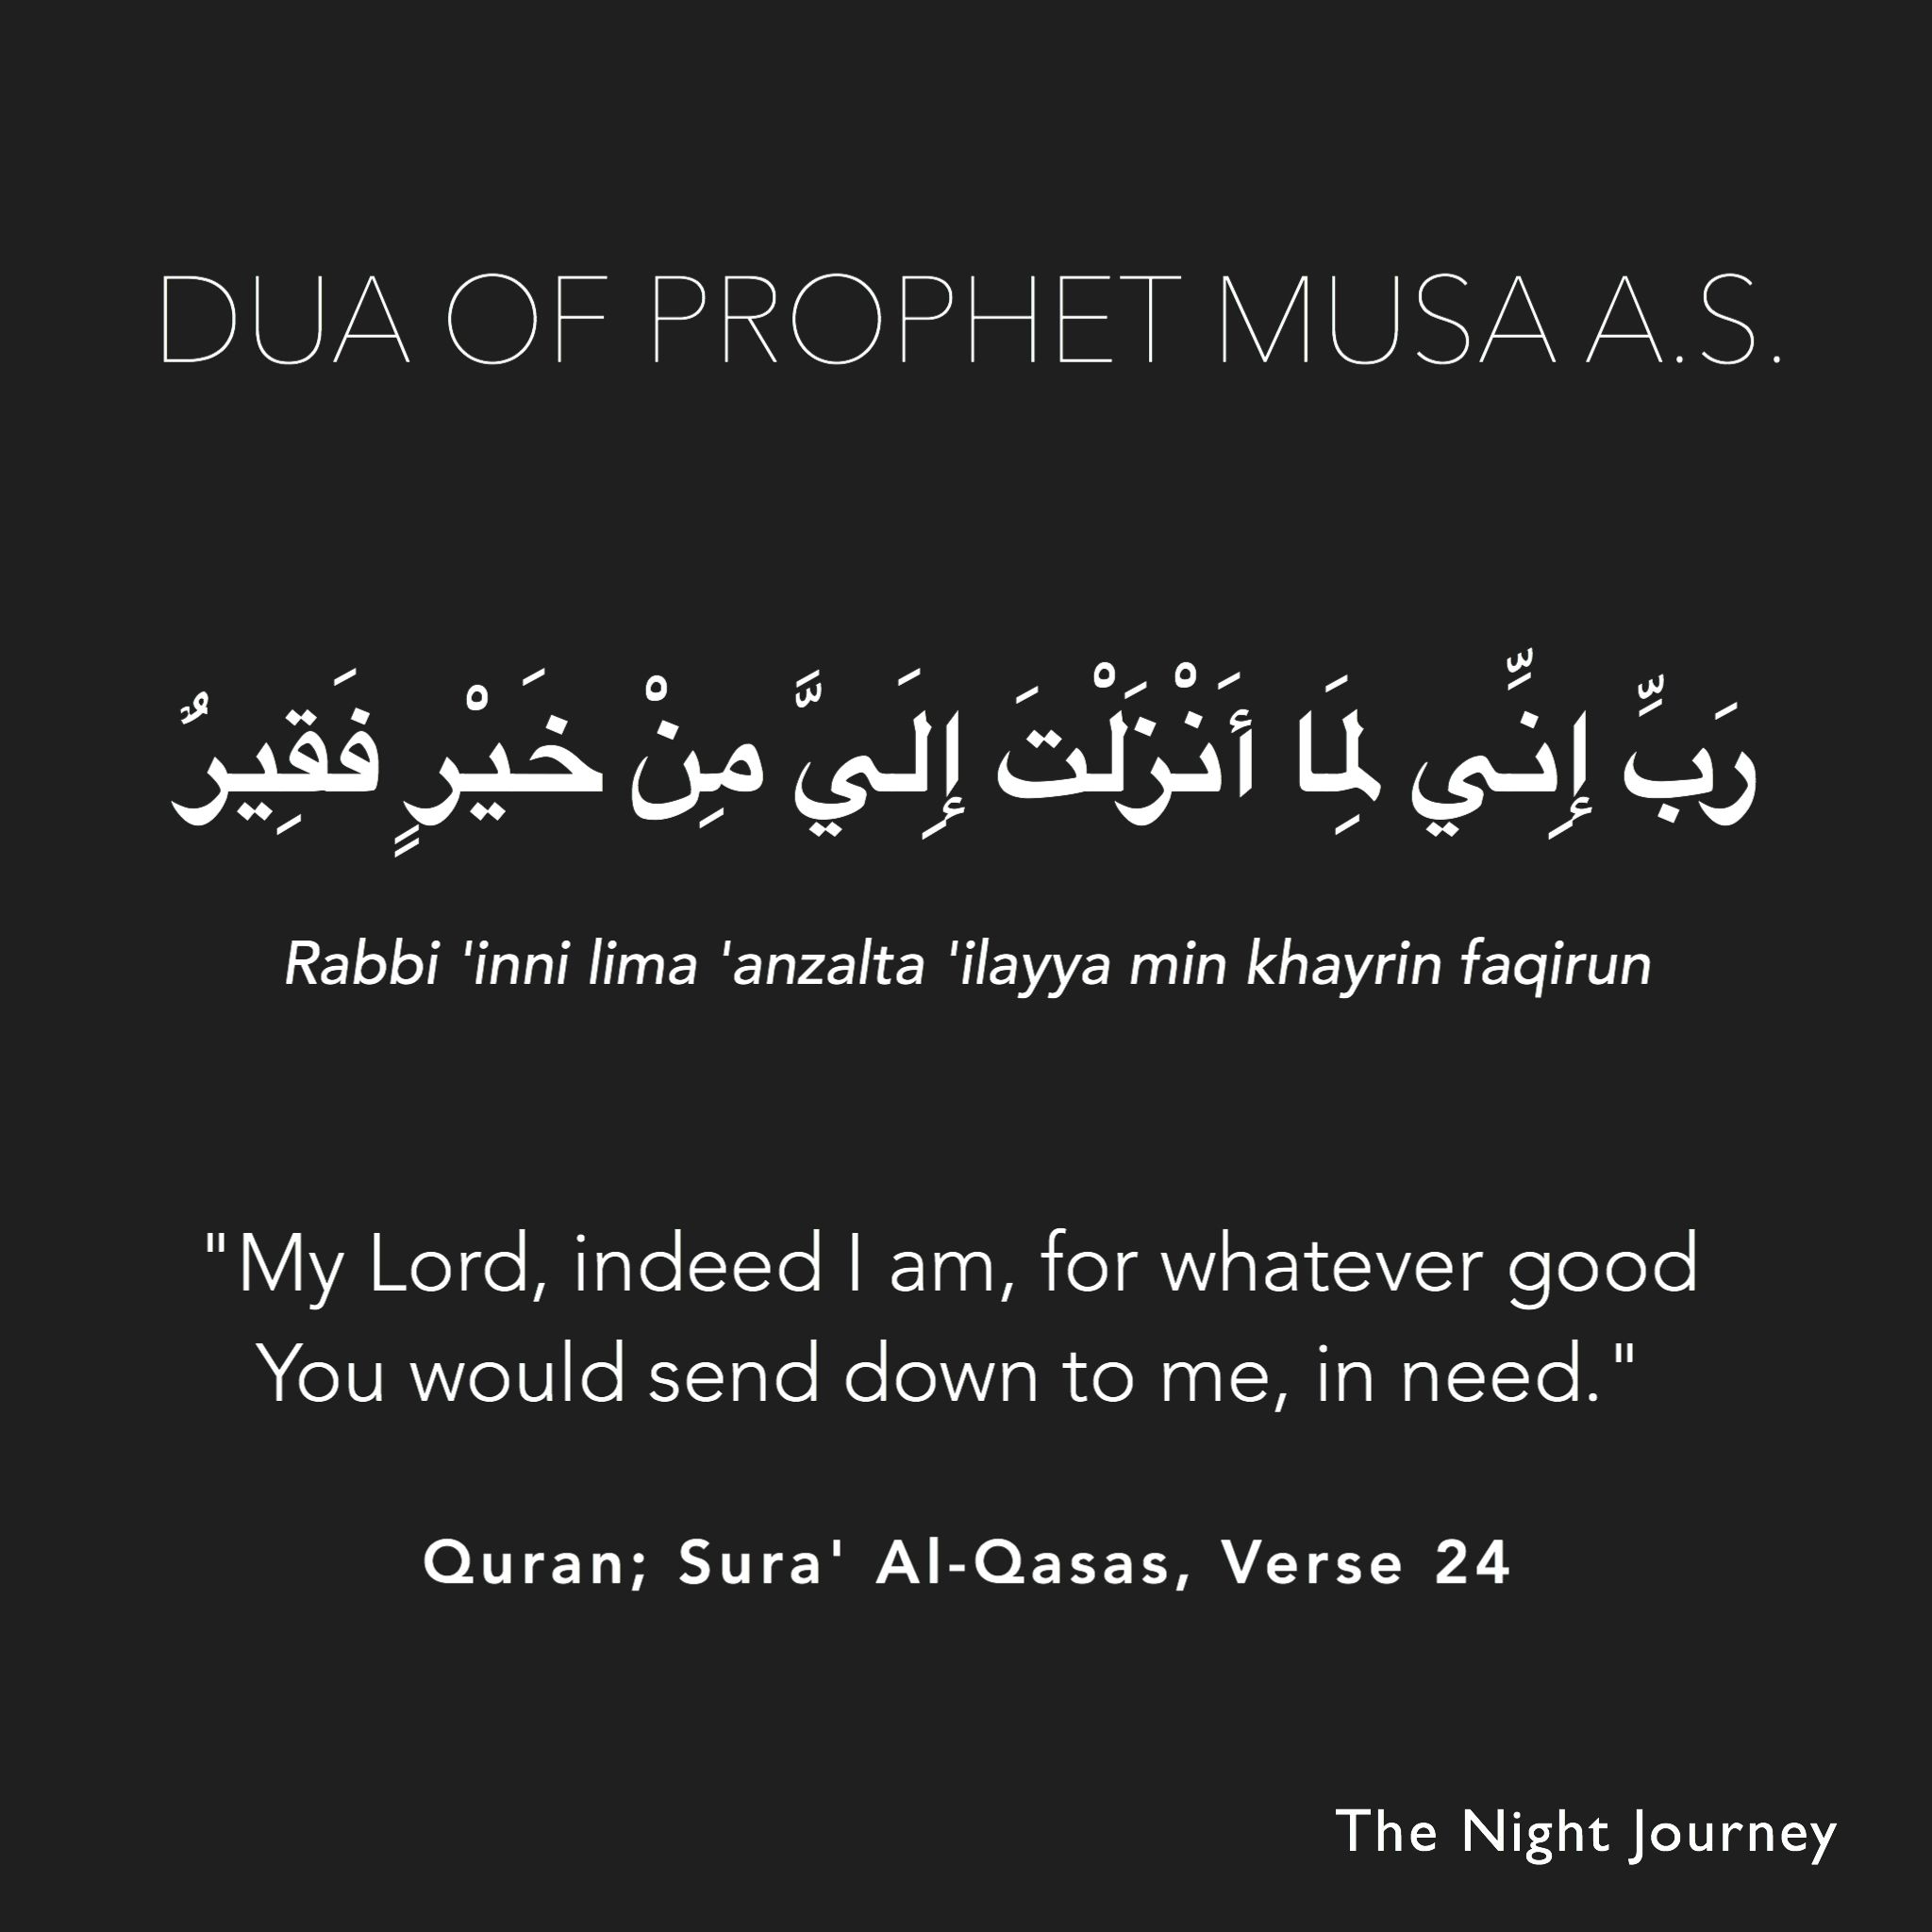 DUA OF PROPHET MUSA A.S.
رَبِّ إِنِّي لِمَا أَنْزَلْتَ إِلَيَّ مِنْ خَيْرٍ فَقِيرٌ
Rabbi 'inni lima 'anzalta 'ilayya min khayrin faqirun
"My Lord, indeed I am, for whatever good
You would send down to me, in need."
Quran; Sura' Al-Qasas, Verse 24
The Night Journey